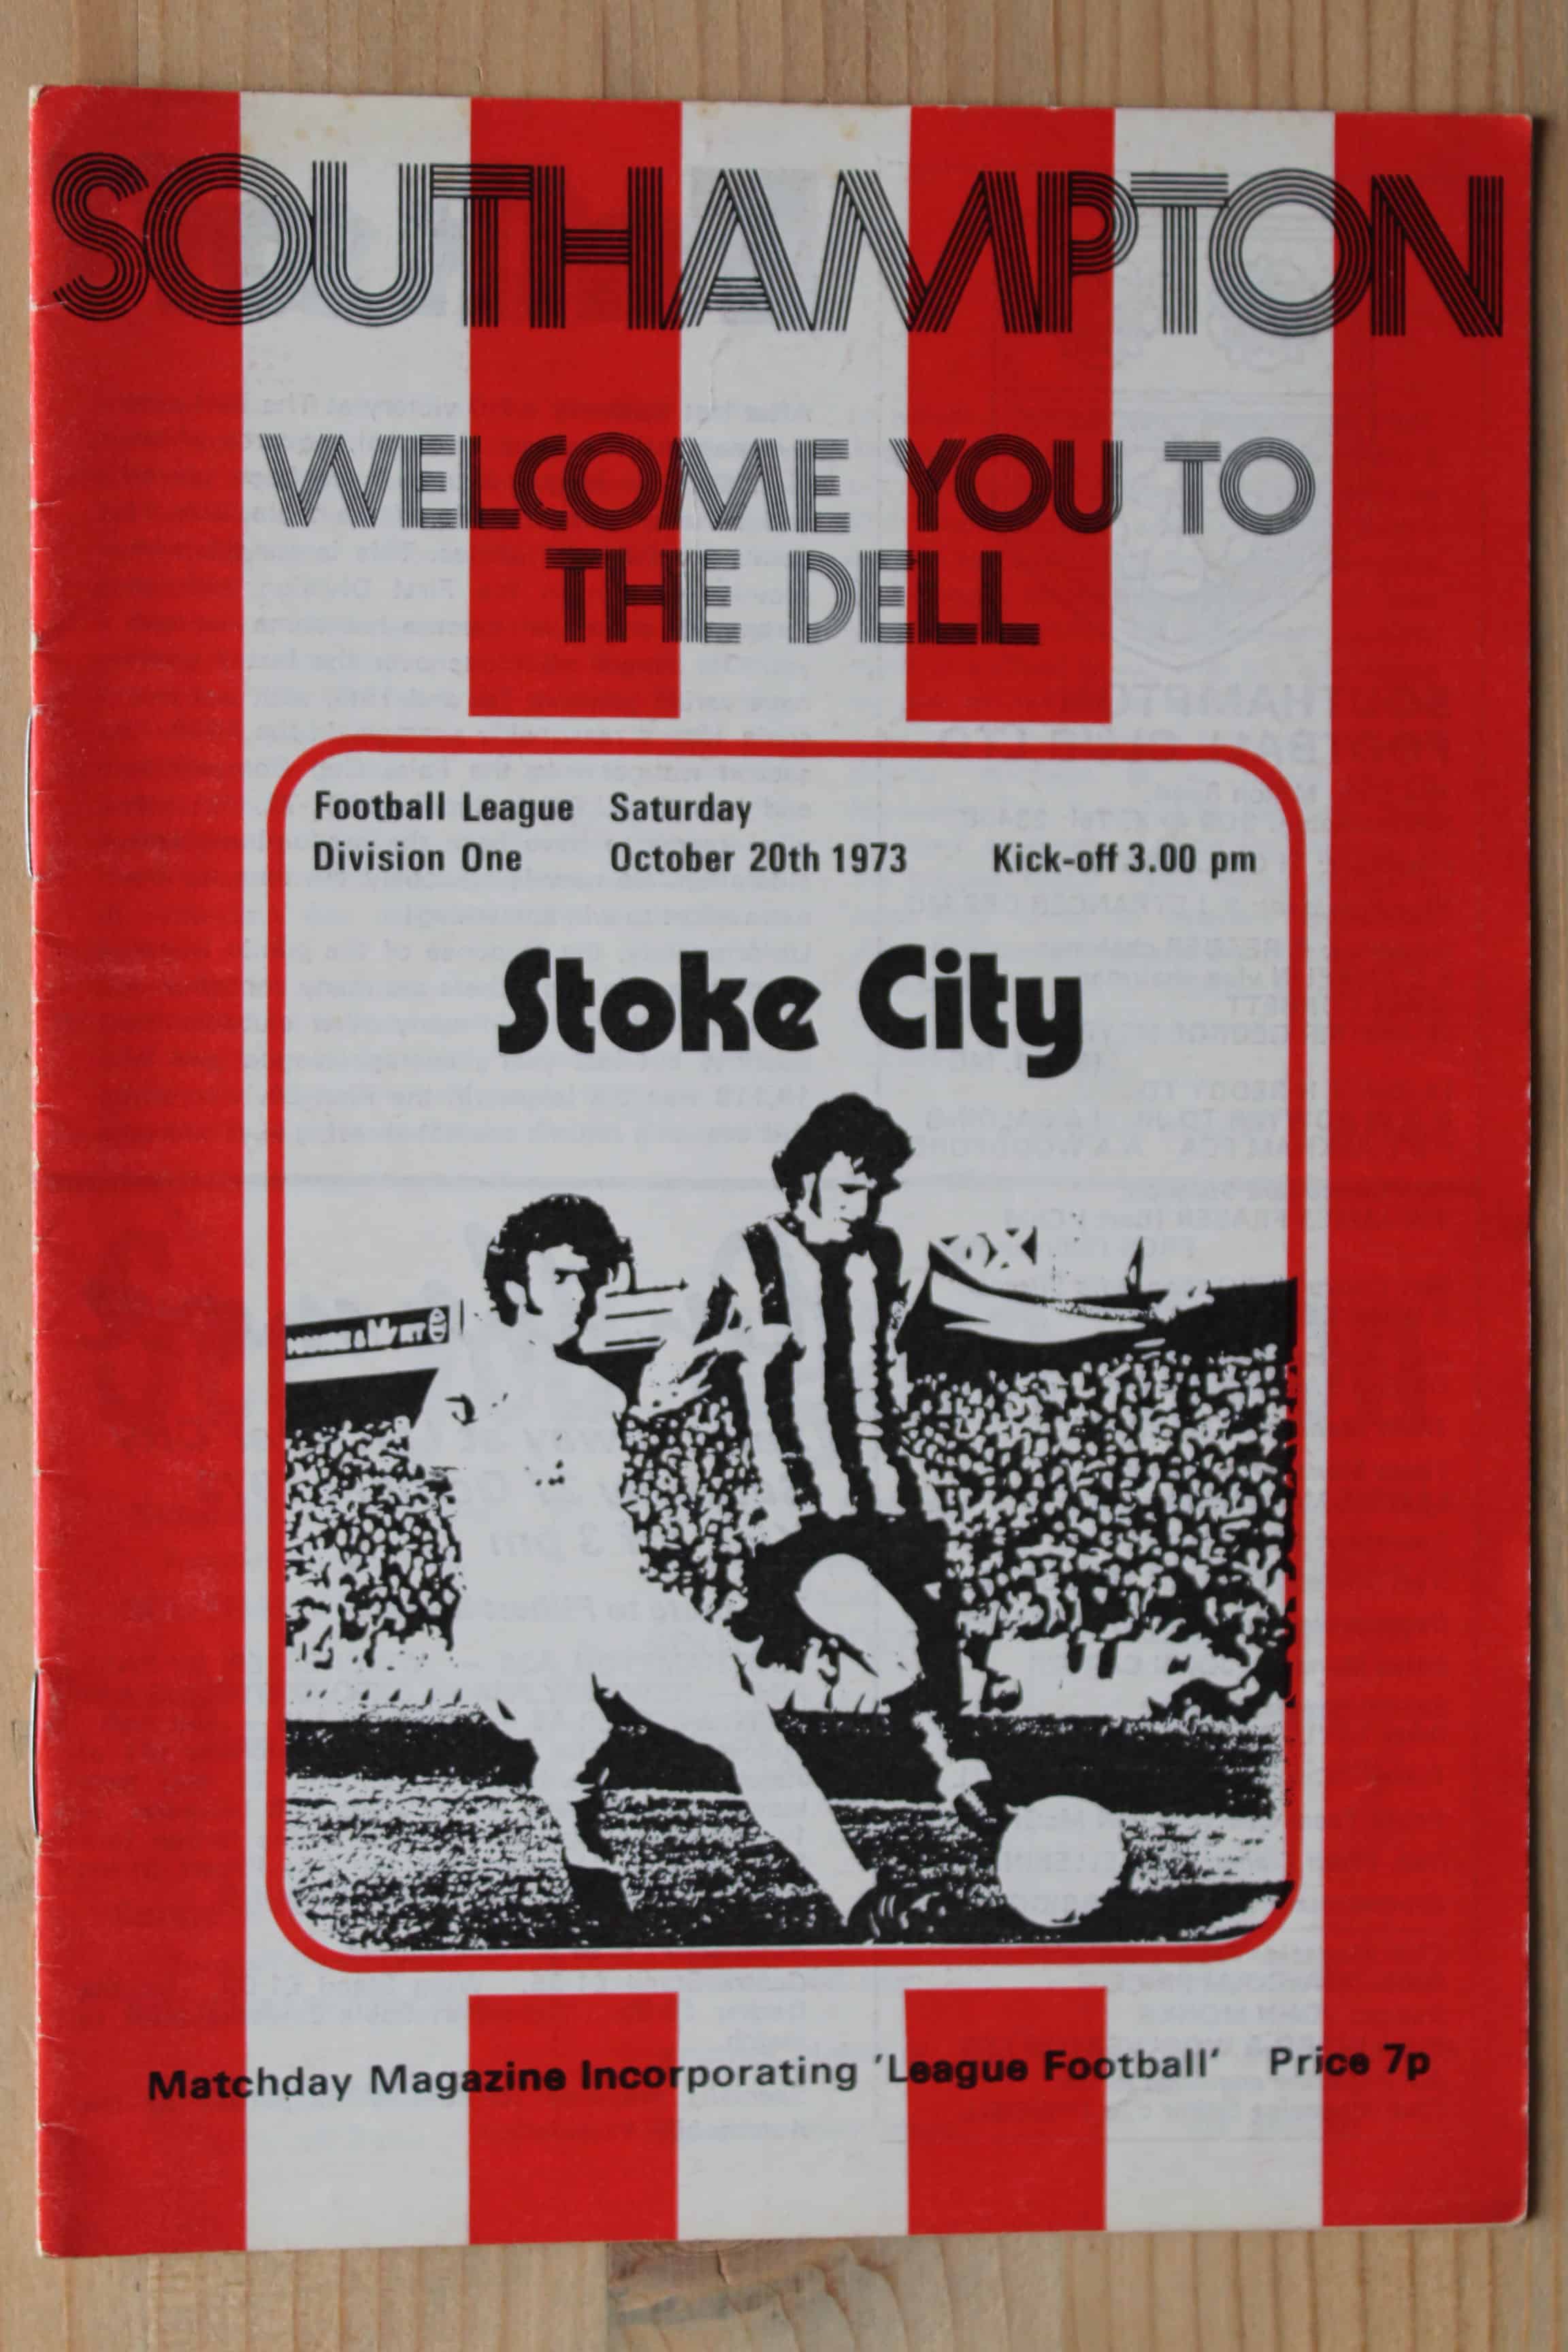 SOUTHAMPTON
WELCOME YOU TO
THE DELL
Football League Saturday
Division One October 20th 1973 Kick-off 3.00 pm
Stoke City
Matchday Magazine Incorporating 'League Football' Price 7p